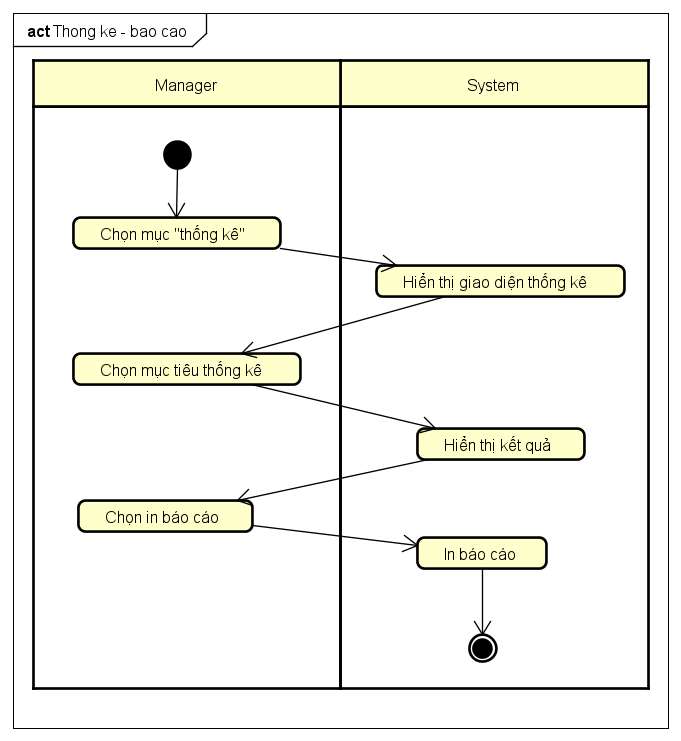 act Thong ke - bao cao
Manager
System
Chọn mục "thống kê"
Hiển thị giao diện thống kê
Chọn mục tiêu thống kê
Hiển thị kết quả
Chọn in báo cáo
In báo cáo